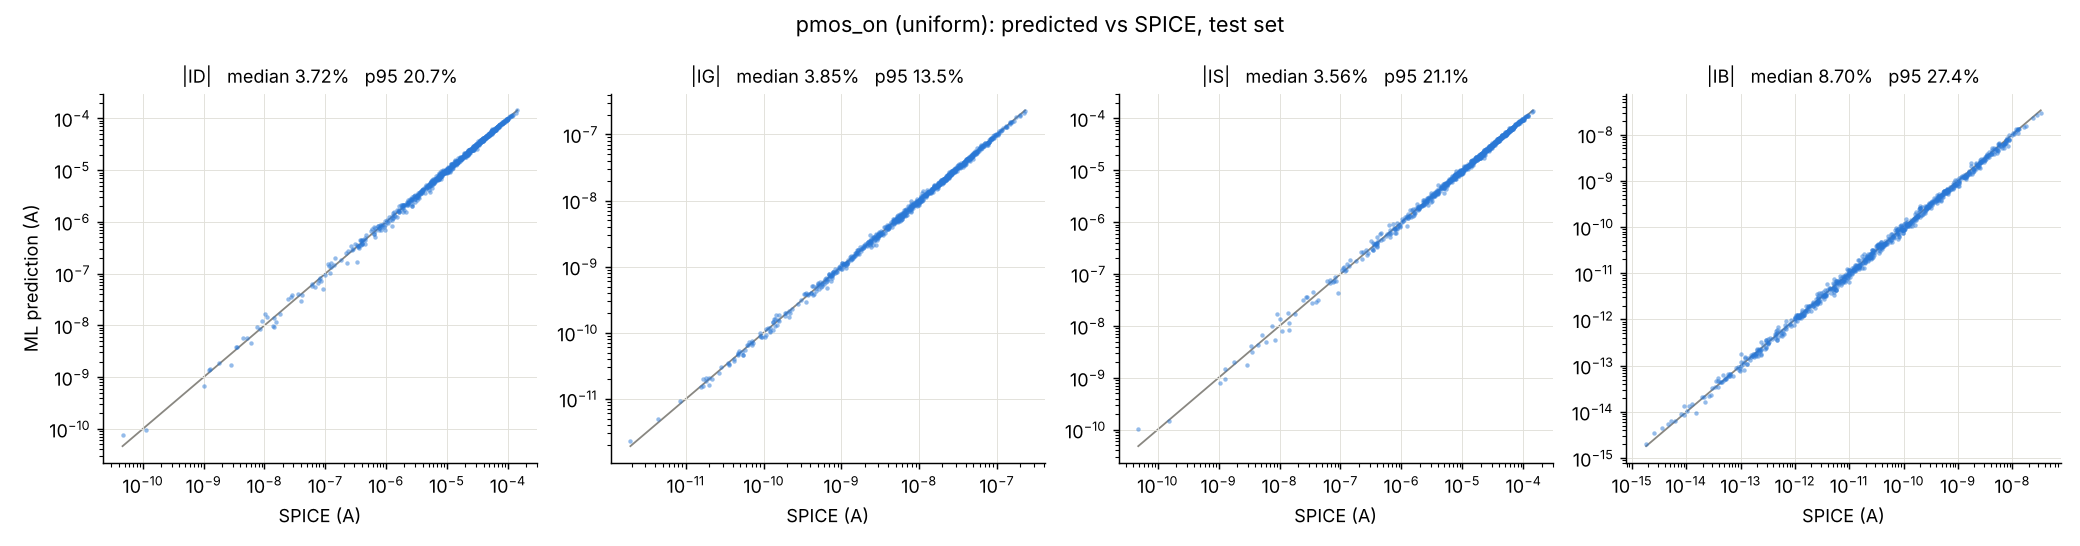 pmos_on (uniform): predicted vs SPICE, test set
|ID| median 3.72% p95 20.7%
|IG| median 3.85% p95 13.5%
|IS| median 3.56% p95 21.1%
|IB| median 8.70% p95 27.4%
ML prediction (A)
10⁻⁴
10⁻⁵
10⁻⁶
10⁻⁷
10⁻⁸
10⁻⁹
10⁻¹⁰
10⁻¹⁰ 10⁻⁹ 10⁻⁸ 10⁻⁷ 10⁻⁶ 10⁻⁵ 10⁻⁴
SPICE (A)
10⁻⁷
10⁻⁸
10⁻⁹
10⁻¹⁰
10⁻¹¹
10⁻¹¹ 10⁻¹⁰ 10⁻⁹ 10⁻⁸ 10⁻⁷
SPICE (A)
10⁻⁴
10⁻⁵
10⁻⁶
10⁻⁷
10⁻⁸
10⁻⁹
10⁻¹⁰
10⁻¹⁰ 10⁻⁹ 10⁻⁸ 10⁻⁷ 10⁻⁶ 10⁻⁵ 10⁻⁴
SPICE (A)
10⁻⁸
10⁻⁹
10⁻¹⁰
10⁻¹¹
10⁻¹²
10⁻¹³
10⁻¹⁴
10⁻¹⁵
10⁻¹⁵ 10⁻¹⁴ 10⁻¹³ 10⁻¹² 10⁻¹¹ 10⁻¹⁰ 10⁻⁹ 10⁻⁸
SPICE (A)